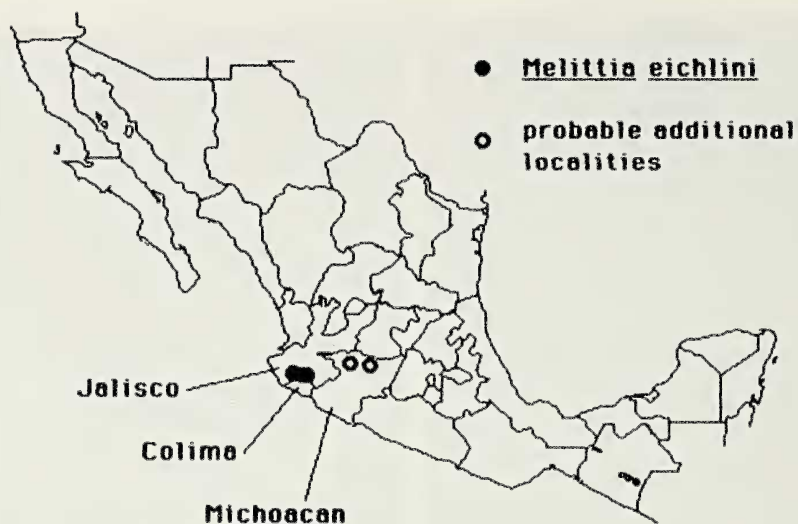 Melittia eichlini
probable additional
localities
Jalisco
Colima
Michoacan